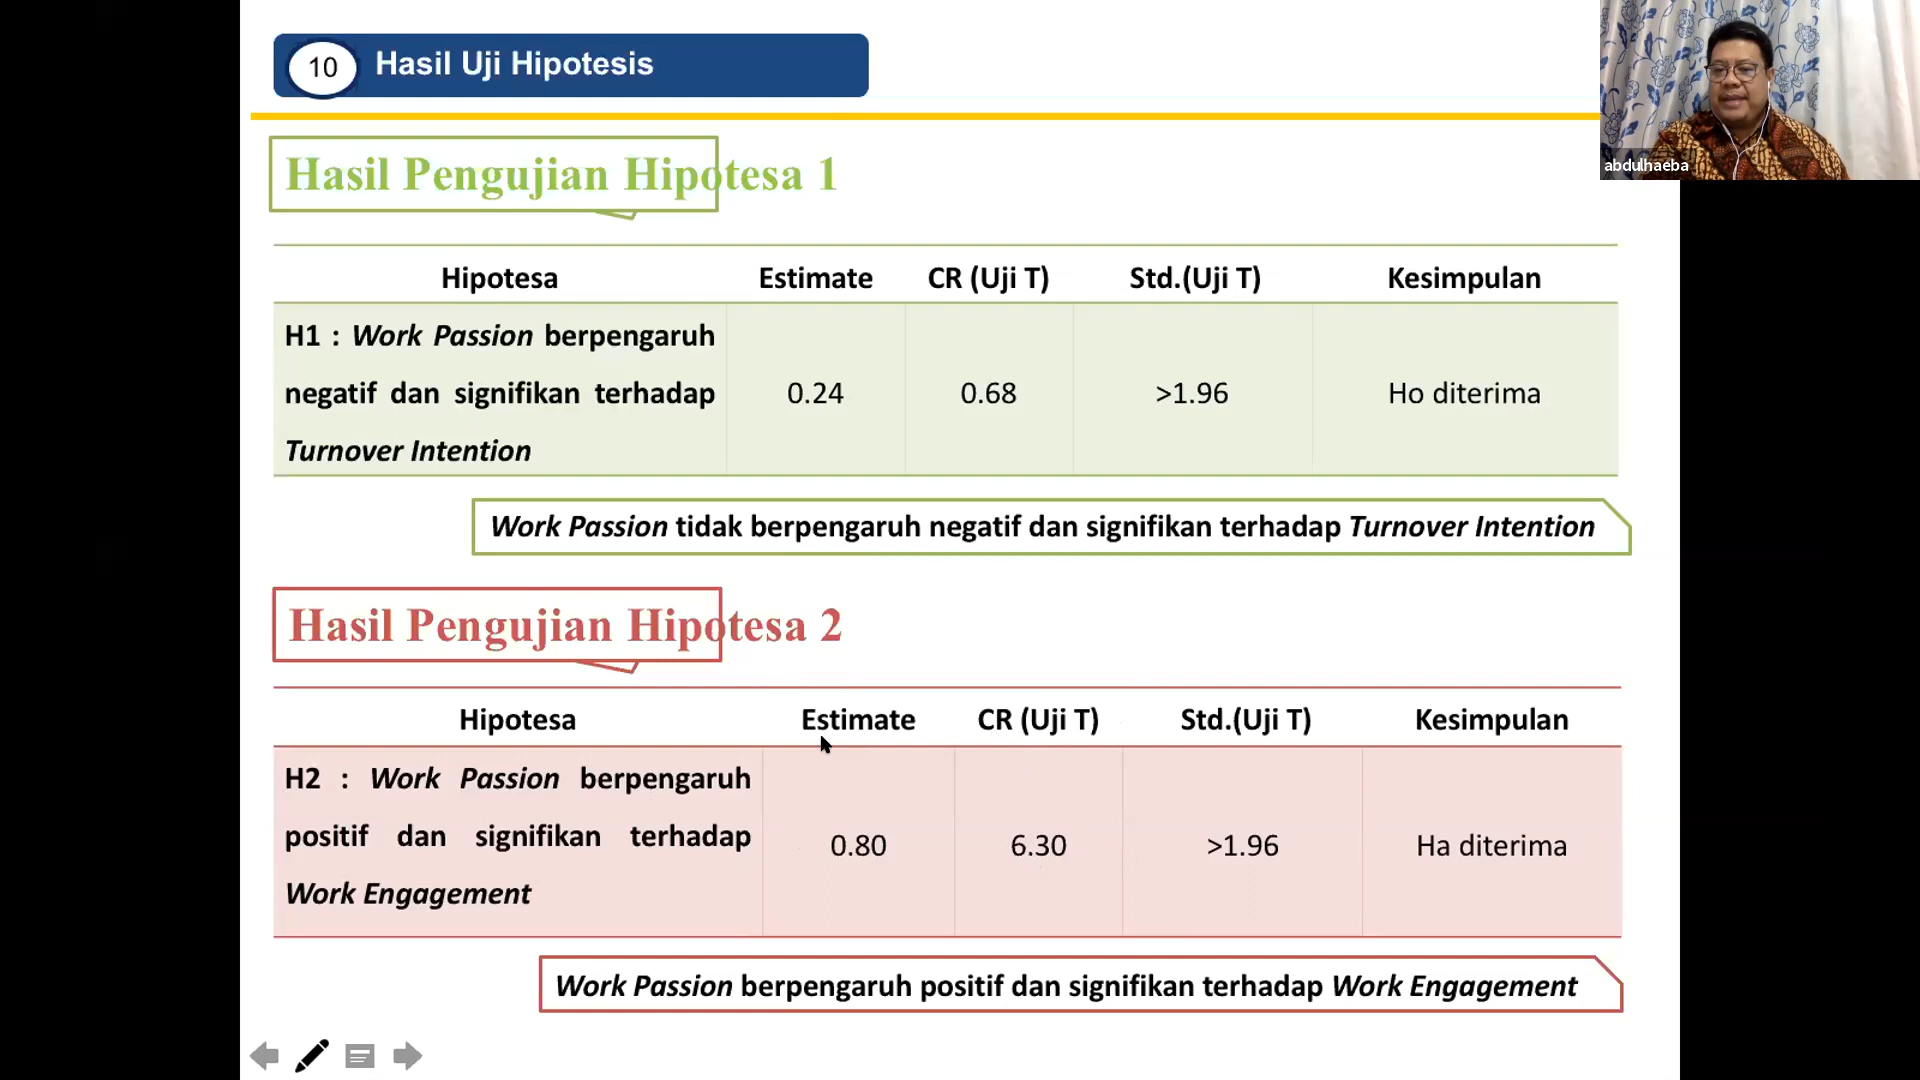 10 Hasil Uji Hipotesis
abdulhaeba
Hasil Pengujian Hipotesa 1
Hipotesa Estimate CR (Uji T) Std.(Uji T) Kesimpulan
H1 : Work Passion berpengaruh
negatif dan signifikan terhadap
Turnover Intention
0.24 0.68 >1.96 Ho diterima
Work Passion tidak berpengaruh negatif dan signifikan terhadap Turnover Intention
Hasil Pengujian Hipotesa 2
Hipotesa Estimate CR (Uji T) Std.(Uji T) Kesimpulan
H2 : Work Passion berpengaruh
positif dan signifikan terhadap
Work Engagement
0.80 6.30 >1.96 Ha diterima
Work Passion berpengaruh positif dan signifikan terhadap Work Engagement